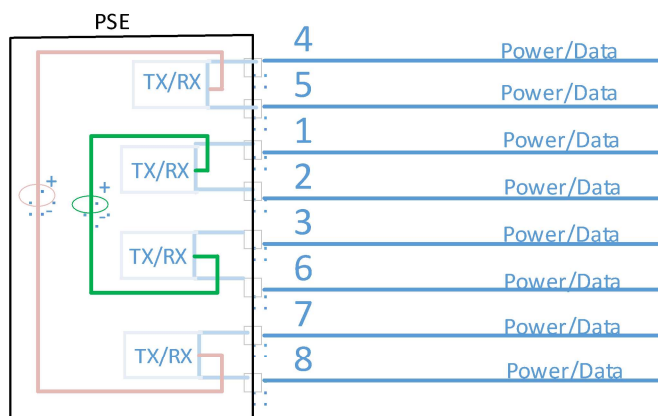 PSE
4 Power/Data
TX/RX
5 Power/Data
1 Power/Data
TX/RX
2 Power/Data
+
+
-
-
3 Power/Data
TX/RX
6 Power/Data
7 Power/Data
TX/RX
8 Power/Data